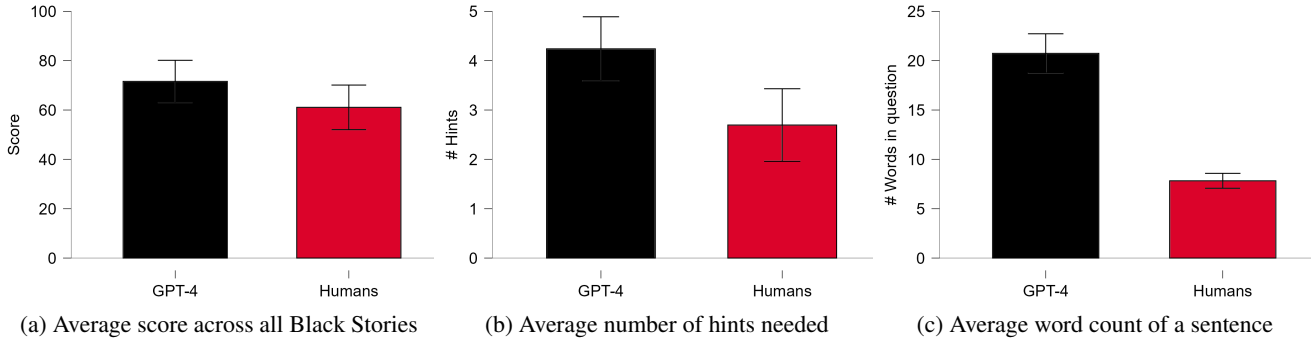 Score
100
80
60
40
20
0
GPT-4
Humans
(a) Average score across all Black Stories
# Hints
5
4
3
2
1
0
GPT-4
Humans
(b) Average number of hints needed
# Words in question
25
20
15
10
5
0
GPT-4
Humans
(c) Average word count of a sentence